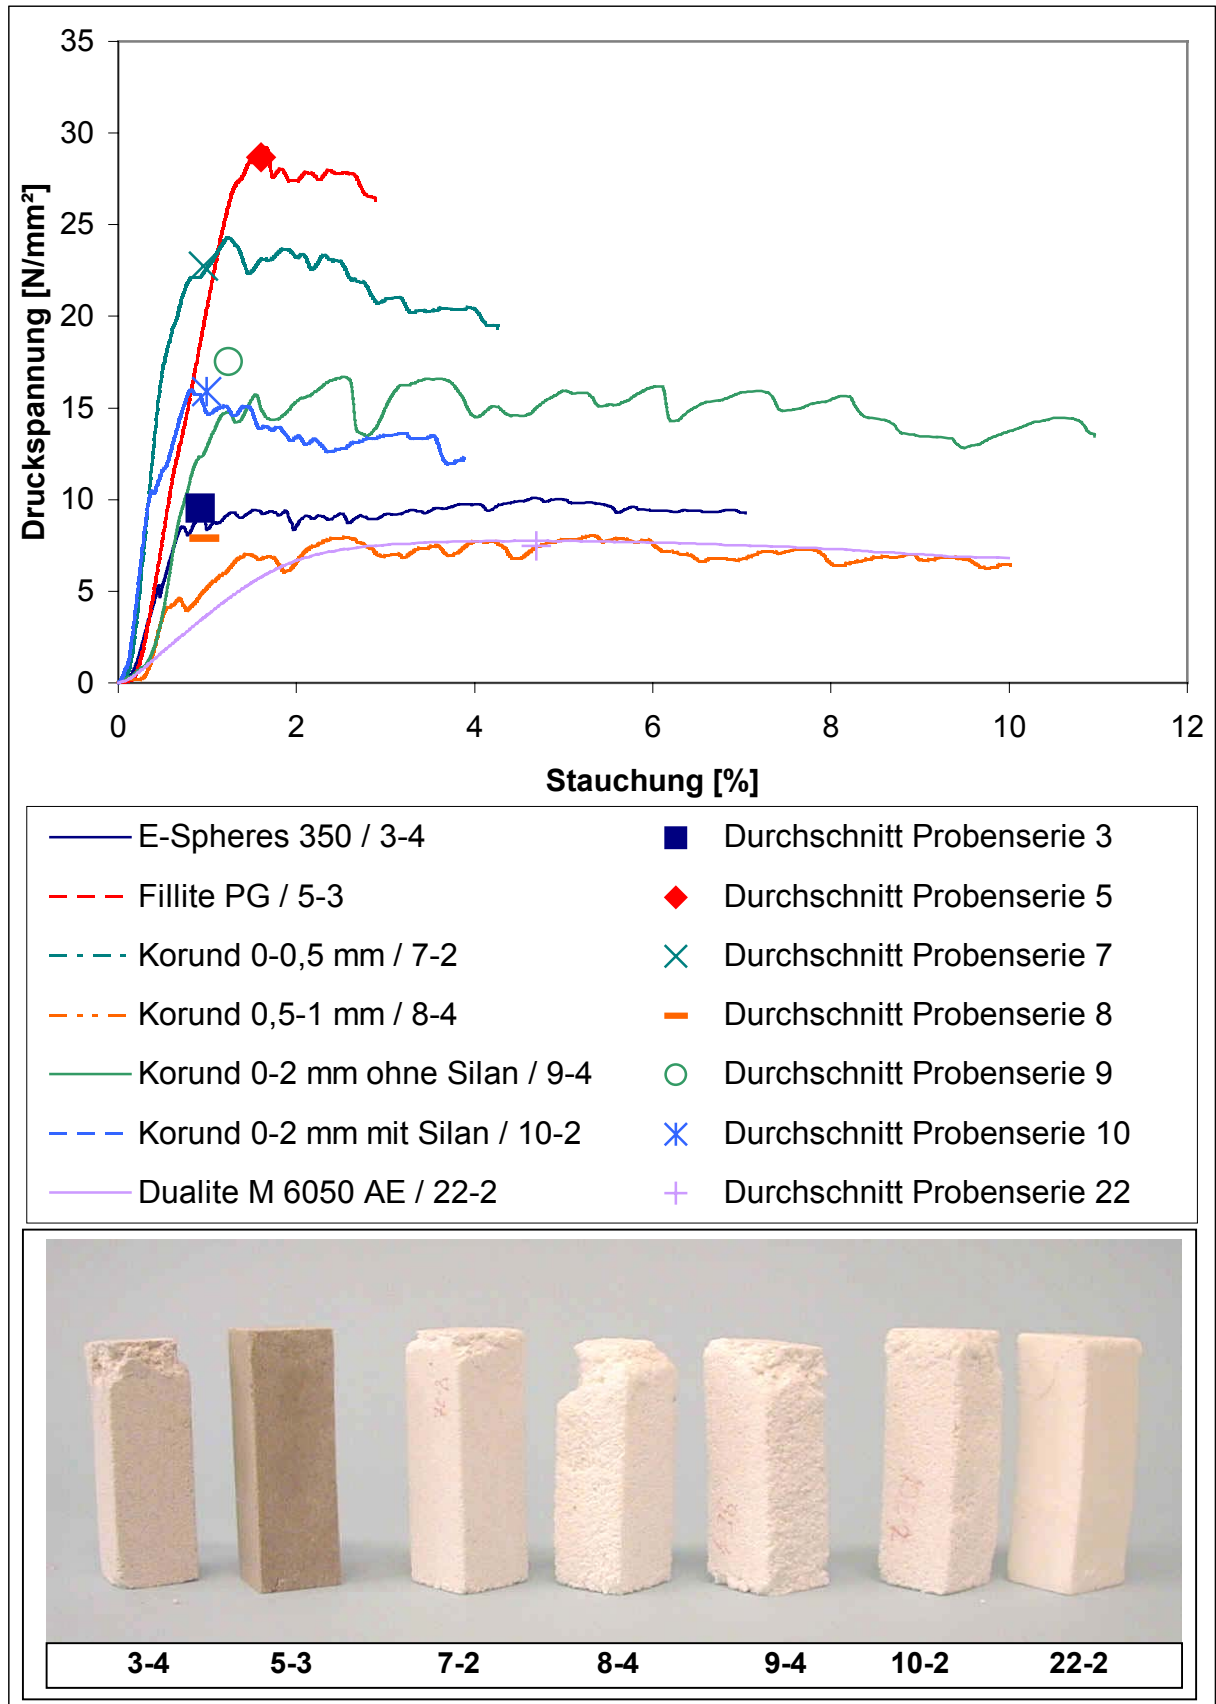 35
30
25
20
15
10
5
0
Druckspannung [N/mm²]
0 2 4 6 8 10 12
Stauchung [%]
E-Spheres 350 / 3-4 Durchschnitt Probenserie 3
Fillite PG / 5-3 Durchschnitt Probenserie 5
Korund 0-0,5 mm / 7-2 Durchschnitt Probenserie 7
Korund 0,5-1 mm / 8-4 Durchschnitt Probenserie 8
Korund 0-2 mm ohne Silan / 9-4 Durchschnitt Probenserie 9
Korund 0-2 mm mit Silan / 10-2 Durchschnitt Probenserie 10
Dualite M 6050 AE / 22-2 Durchschnitt Probenserie 22
3-4 5-3 7-2 8-4 9-4 10-2 22-2